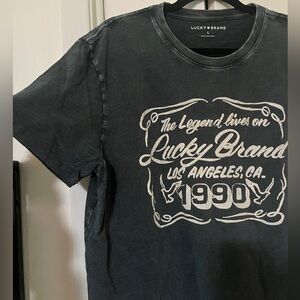 LUCKY BRAND
L
The Legend lives on
Lucky Brand
LOS ANGELES, CA.
1990